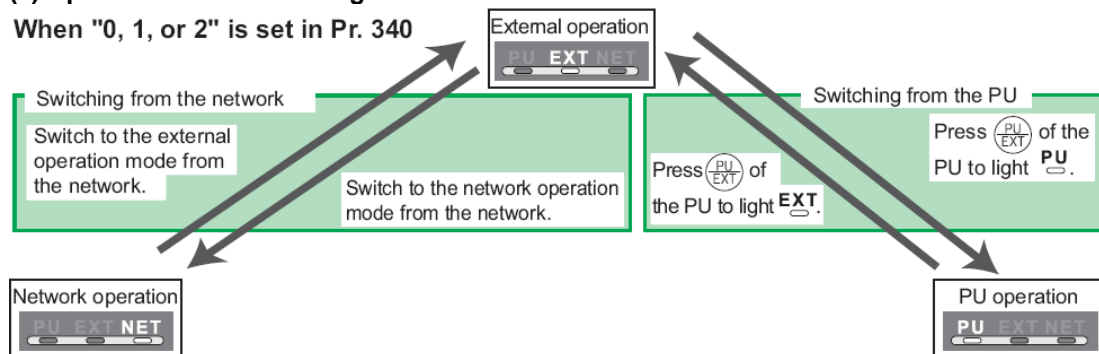 When "0, 1, or 2" is set in Pr. 340
External operation
PU EXT NET
Switching from the network
Switch to the external
operation mode from
the network.
Switch to the network operation
mode from the network.
Switching from the PU
Press PU/EXT of the
PU to light PU.
Press PU/EXT of
the PU to light EXT.
Network operation
PU EXT NET
PU operation
PU EXT NET